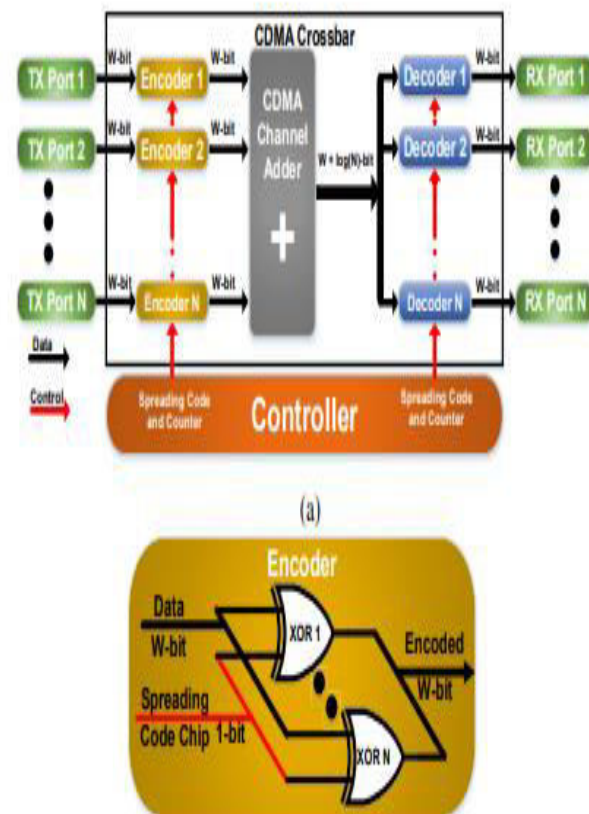 CDMA Crossbar
TX Port 1
W-bit
Encoder 1
W-bit
CDMA
Channel
Adder
+
Decoder 1
W-bit
RX Port 1
TX Port 2
W-bit
Encoder 2
W-bit
W + log(N)-bit
Decoder 2
W-bit
RX Port 2
TX Port N
W-bit
Encoder N
W-bit
Decoder N
W-bit
RX Port N
Data
Control
Spreading Code
and Counter
Controller
Spreading Code
and Counter
(a)
Encoder
Data
W-bit
XOR 1
Encoded
W-bit
Spreading
Code Chip
1-bit
XOR N